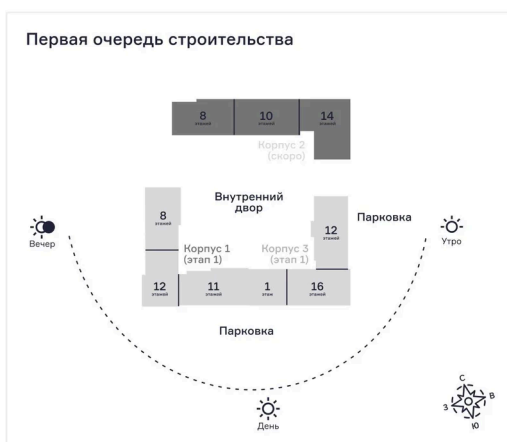 Первая очередь строительства
8
этажей
10
этажей
14
этажей
Корпус 2
(скоро)
Внутренний
двор
8
этажей
12
этажей
Парковка
Вечер
Утро
Корпус 1
(этап 1)
Корпус 3
(этап 1)
12
этажей
11
этажей
1
этаж
16
этажей
Парковка
День
С
В
З
Ю